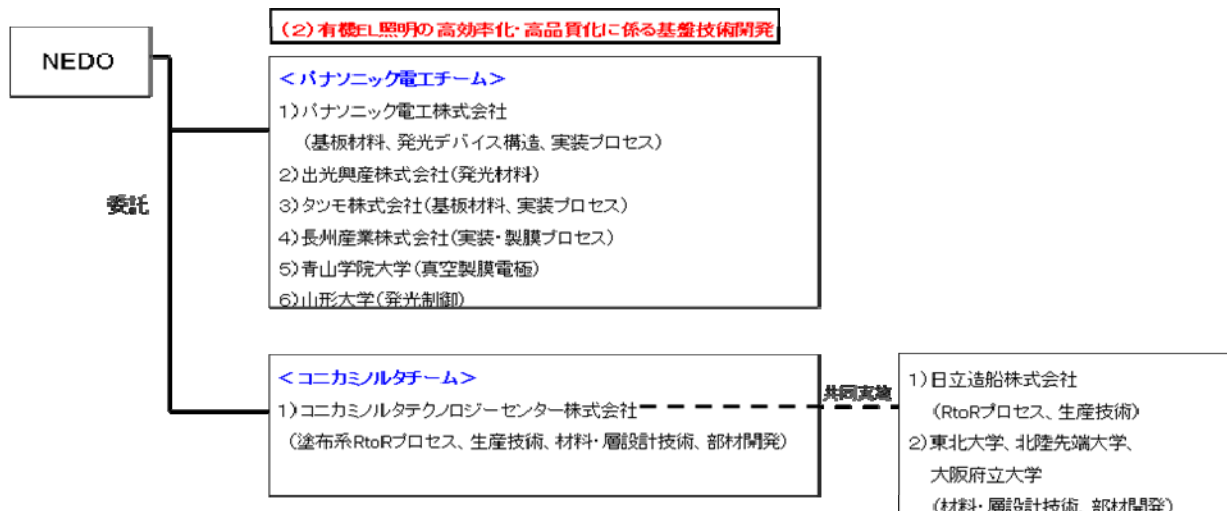 (2)有機EL照明の高効率化・高品質化に係る基盤技術開発
NEDO
委託
＜パナソニック電工チーム＞
1)パナソニック電工株式会社
(基板材料、発光デバイス構造、実装プロセス)
2)出光興産株式会社(発光材料)
3)タツモ株式会社(基板材料、実装プロセス)
4)長州産業株式会社(実装・製膜プロセス)
5)青山学院大学(真空製膜電極)
6)山形大学(発光制御)
＜コニカミノルタチーム＞
1)コニカミノルタテクノロジーセンター株式会社
(塗布系RtoRプロセス、生産技術、材料・層設計技術、部材開発)
共同実施
1)日立造船株式会社
(RtoRプロセス、生産技術)
2)東北大学、北陸先端大学、
大阪府立大学
(材料・層設計技術、部材開発)